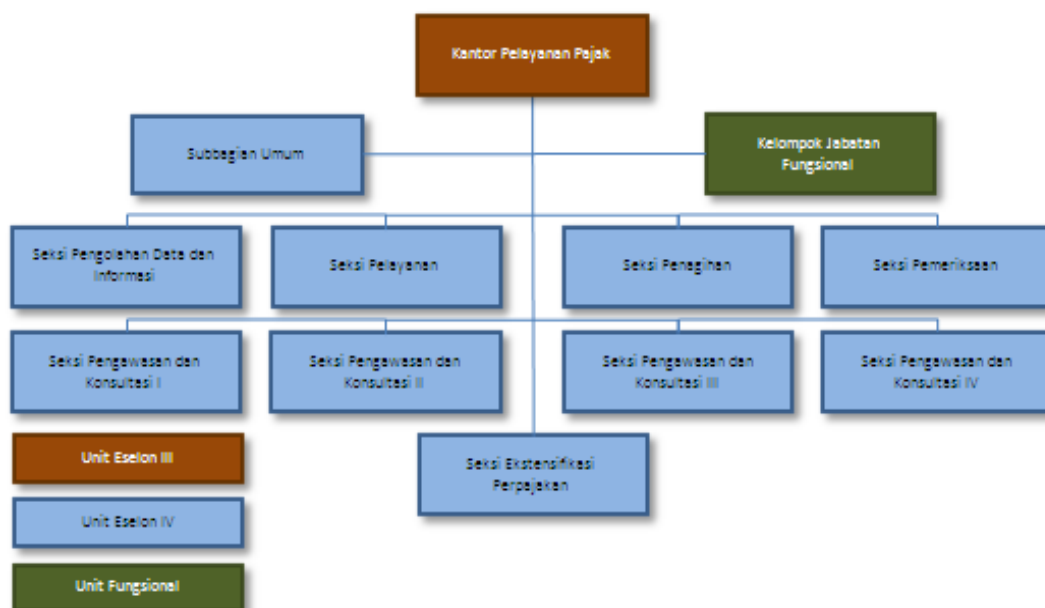 Kantor Pelayanan Pajak
Subbagian Umum
Kelompok Jabatan
Fungsional
Seksi Pengolahan Data dan
Informasi
Seksi Pelayanan
Seksi Penagihan
Seksi Pemeriksaan
Seksi Pengawasan dan
Konsultasi I
Seksi Pengawasan dan
Konsultasi II
Seksi Pengawasan dan
Konsultasi III
Seksi Pengawasan dan
Konsultasi IV
Unit Eselon III
Seksi Ekstensifikasi
Perpajakan
Unit Eselon IV
Unit Fungsional